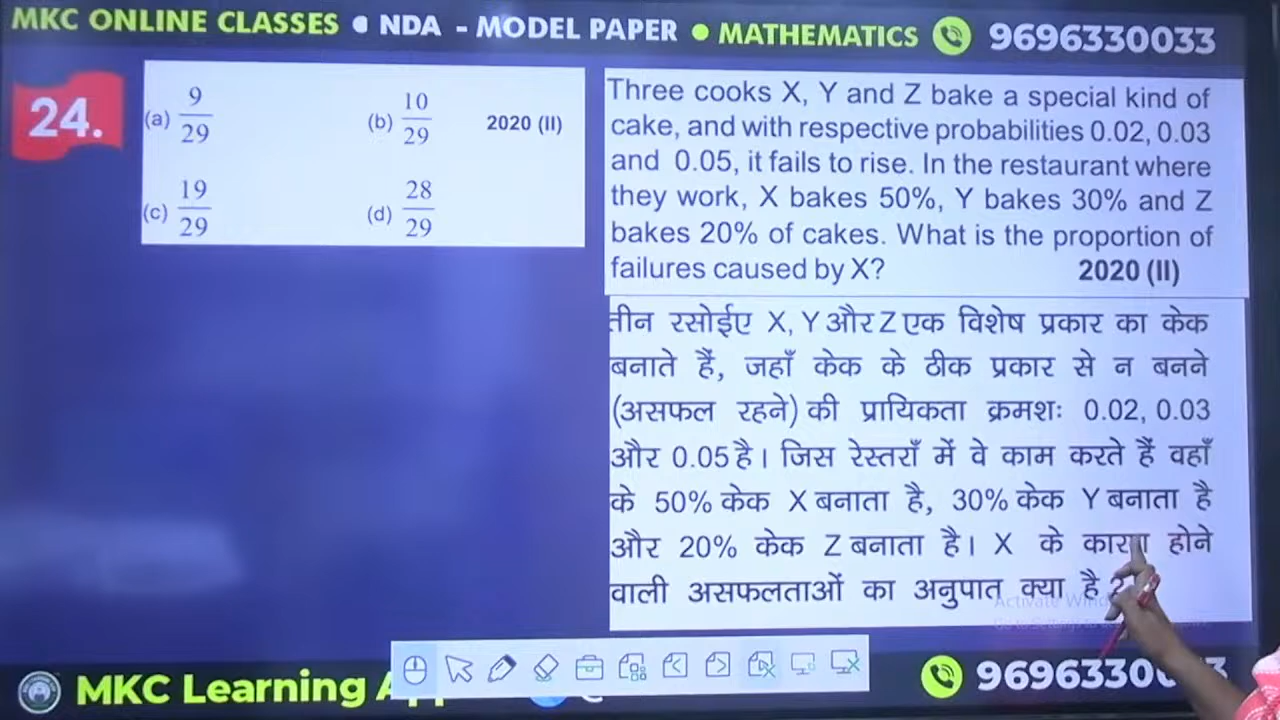 MKC ONLINE CLASSES ● NDA - MODEL PAPER ● MATHEMATICS 9696330033
24.
(a) 9/29 (b) 10/29 2020 (II)
(c) 19/29 (d) 28/29
Three cooks X, Y and Z bake a special kind of
cake, and with respective probabilities 0.02, 0.03
and 0.05, it fails to rise. In the restaurant where
they work, X bakes 50%, Y bakes 30% and Z
bakes 20% of cakes. What is the proportion of
failures caused by X? 2020 (II)
तीन रसोईए X, Y और Z एक विशेष प्रकार का केक
बनाते हैं, जहाँ केक के ठीक प्रकार से न बनने
(असफल रहने) की प्रायिकता क्रमशः 0.02, 0.03
और 0.05 है। जिस रेस्तराँ में वे काम करते हैं वहाँ
के 50% केक X बनाता है, 30% केक Y बनाता है
और 20% केक Z बनाता है। X के कारण होने
वाली असफलताओं का अनुपात क्या है ?
Activate
MKC Learning